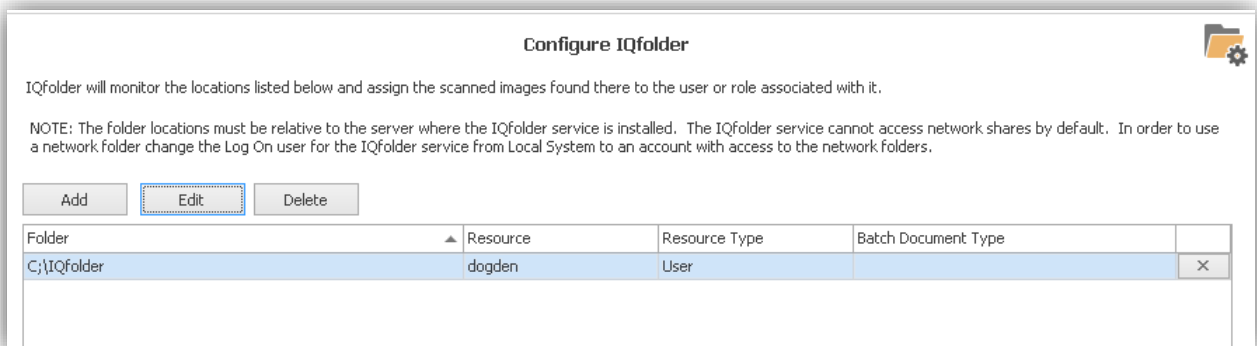 Configure IQfolder
IQfolder will monitor the locations listed below and assign the scanned images found there to the user or role associated with it.
NOTE: The folder locations must be relative to the server where the IQfolder service is installed.  The IQfolder service cannot access network shares by default.  In order to use
a network folder change the Log On user for the IQfolder service from Local System to an account with access to the network folders.
Add Edit Delete
Folder Resource Resource Type Batch Document Type
C;\IQfolder dogden User